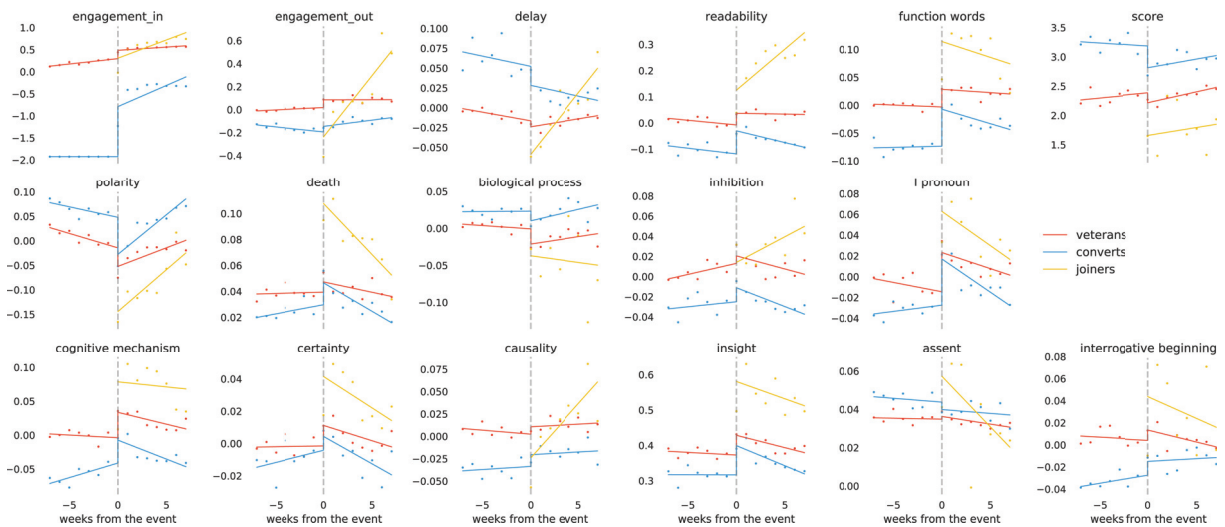 engagement_in engagement_out delay readability function words score
1.0 0.5 0.0 −0.5 −1.0 −1.5 −2.0
0.6 0.4 0.2 0.0 −0.2 −0.4
0.100 0.075 0.050 0.025 0.000 −0.025 −0.050
0.3 0.2 0.1 0.0 −0.1
0.10 0.05 0.00 −0.05 −0.10
3.5 3.0 2.5 2.0 1.5
polarity death biological process inhibition I pronoun
0.10 0.05 0.00 −0.05 −0.10 −0.15
0.10 0.08 0.06 0.04 0.02
0.05 0.00 −0.05 −0.10
0.08 0.06 0.04 0.02 0.00 −0.02 −0.04
0.08 0.06 0.04 0.02 0.00 −0.02 −0.04
veterans
converts
joiners
cognitive mechanism certainty causality insight assent interrogative beginning
0.10 0.05 0.00 −0.05
0.04 0.02 0.00 −0.02
0.075 0.050 0.025 0.000 −0.025 −0.050
0.6 0.5 0.4 0.3
0.06 0.04 0.02 0.00
0.08 0.06 0.04 0.02 0.00 −0.02 −0.04
−5 0 5 −5 0 5 −5 0 5 −5 0 5 −5 0 5 −5 0 5
weeks from the event weeks from the event weeks from the event weeks from the event weeks from the event weeks from the event